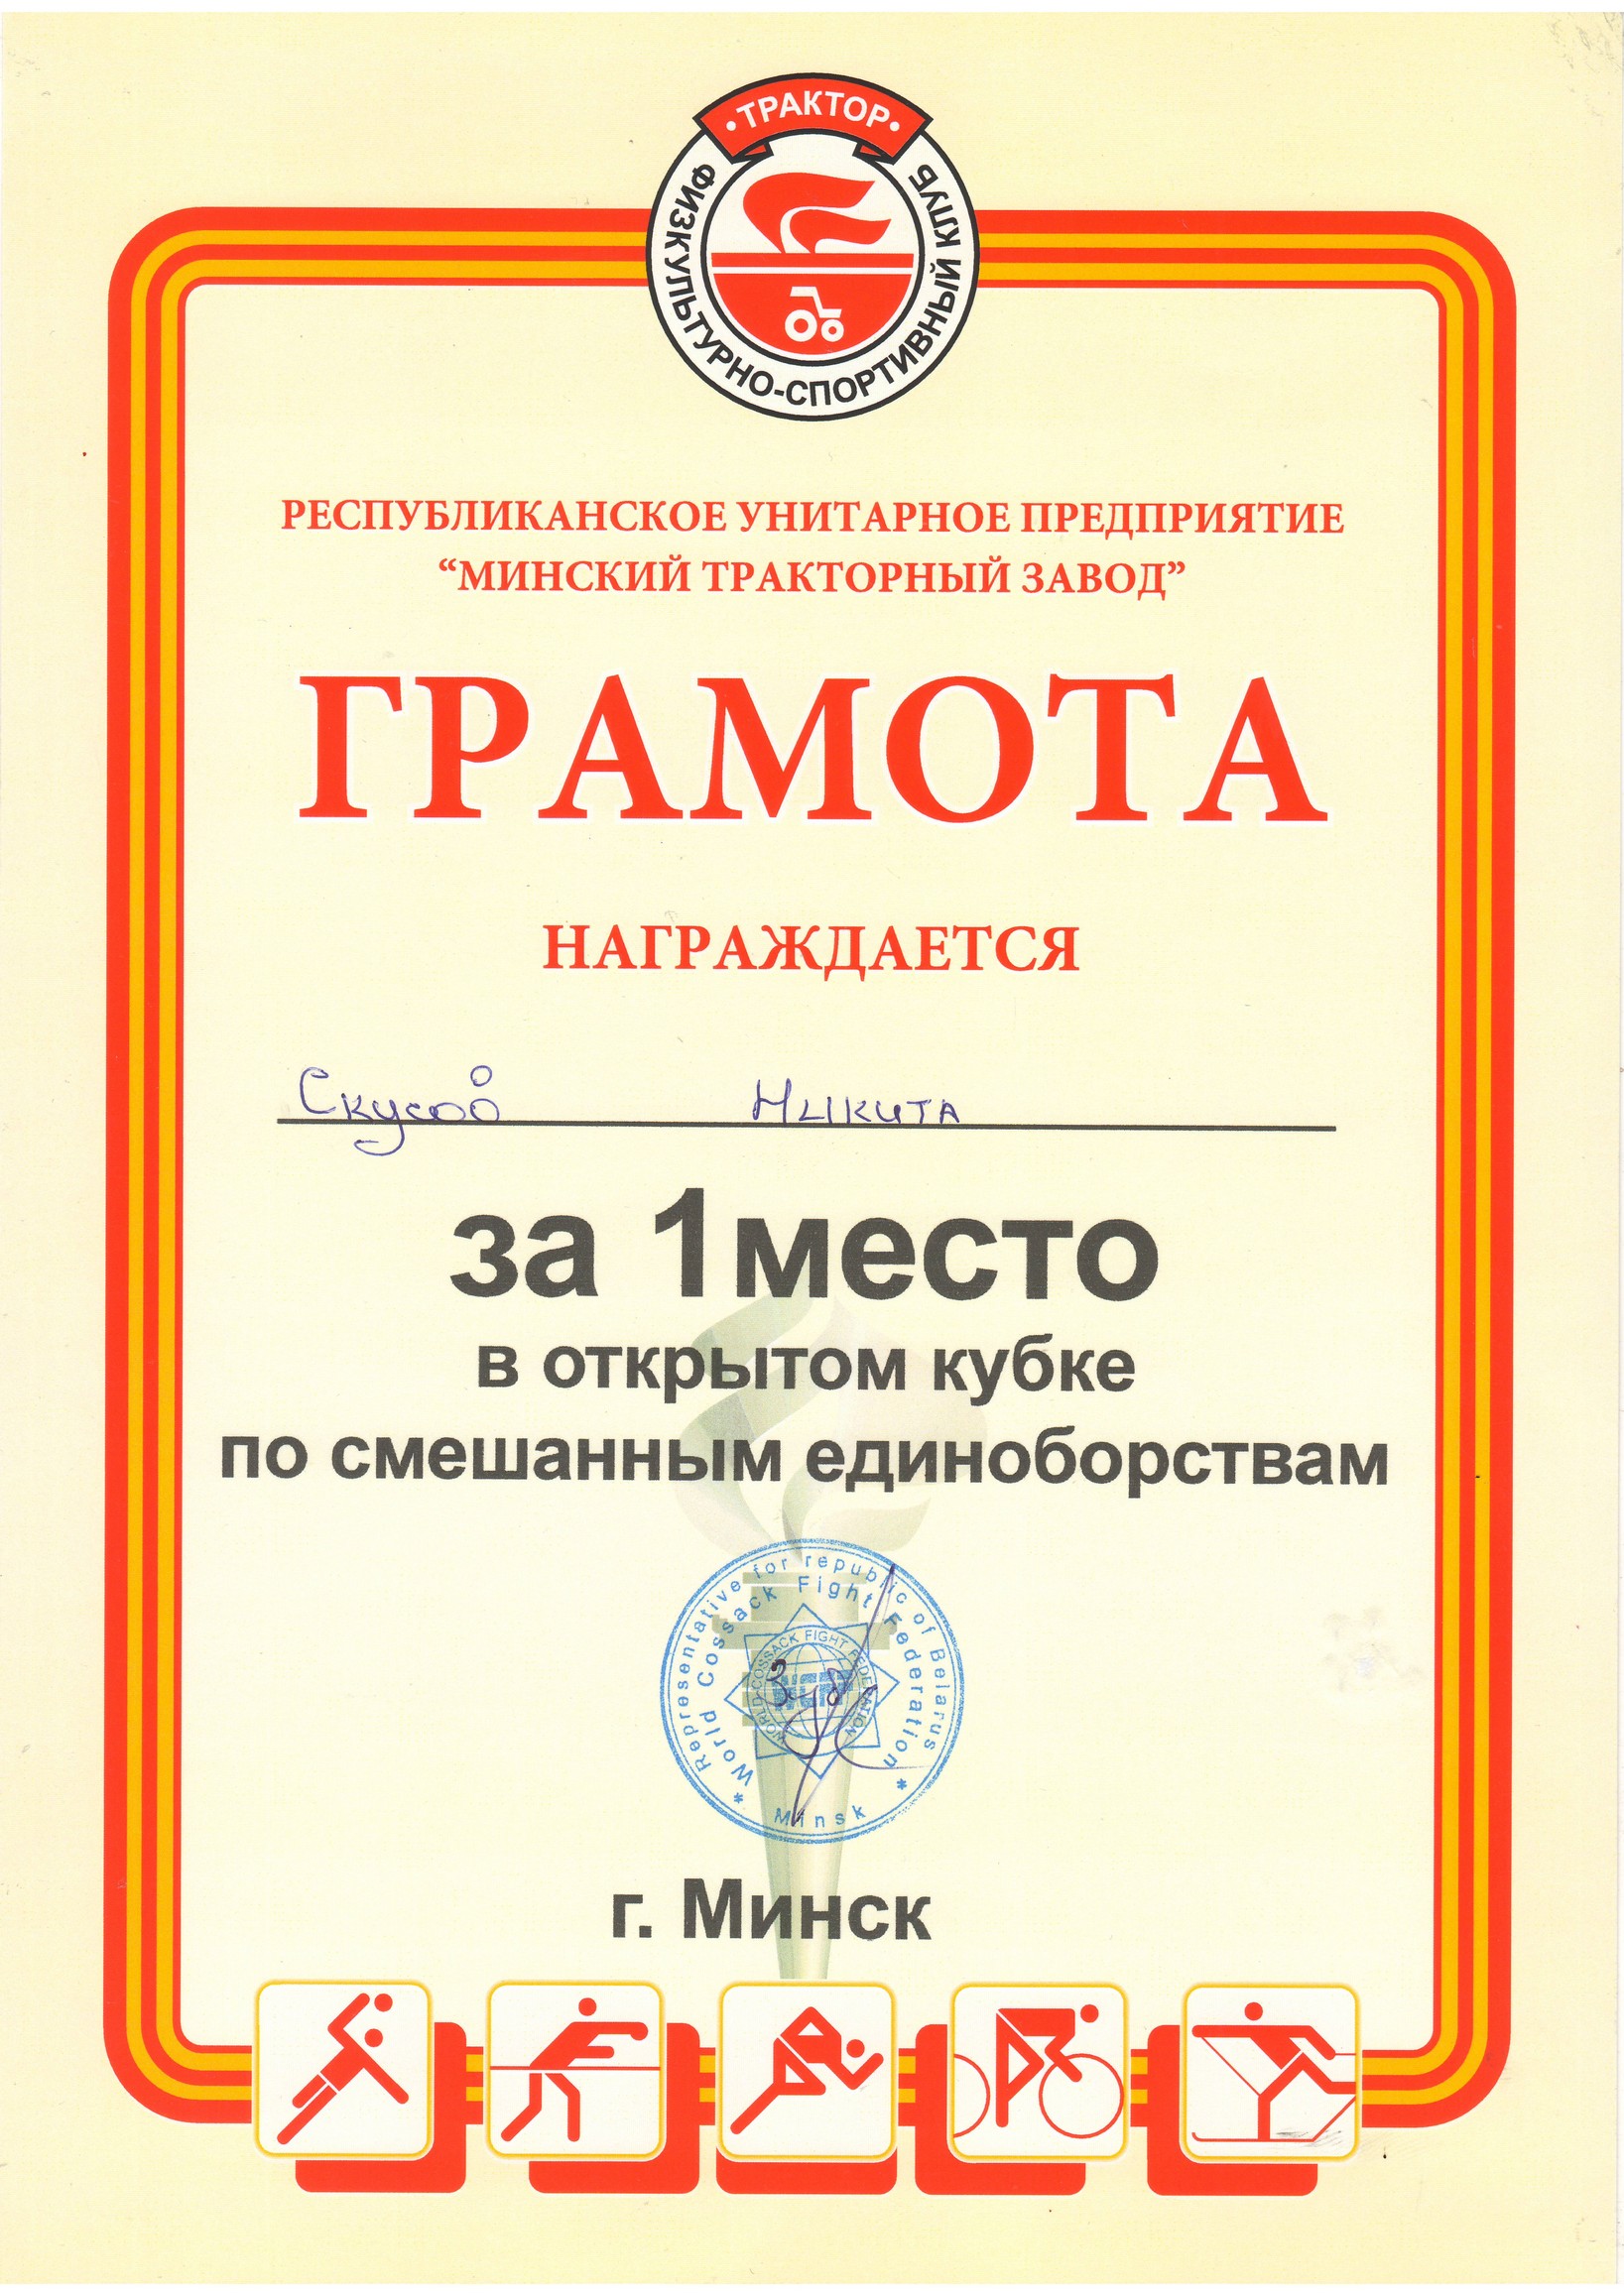 • ТРАКТОР •
ФИЗКУЛЬТУРНО-СПОРТИВНЫЙ КЛУБ
РЕСПУБЛИКАНСКОЕ УНИТАРНОЕ ПРЕДПРИЯТИЕ
“МИНСКИЙ ТРАКТОРНЫЙ ЗАВОД”
ГРАМОТА
НАГРАЖДАЕТСЯ
Никита
за 1место
в открытом кубке
по смешанным единоборствам
Representative for republic of Belarus
* World Cossack Fight Federation *
WORLD COSSACK FIGHT FEDERATION
Minsk
г. Минск